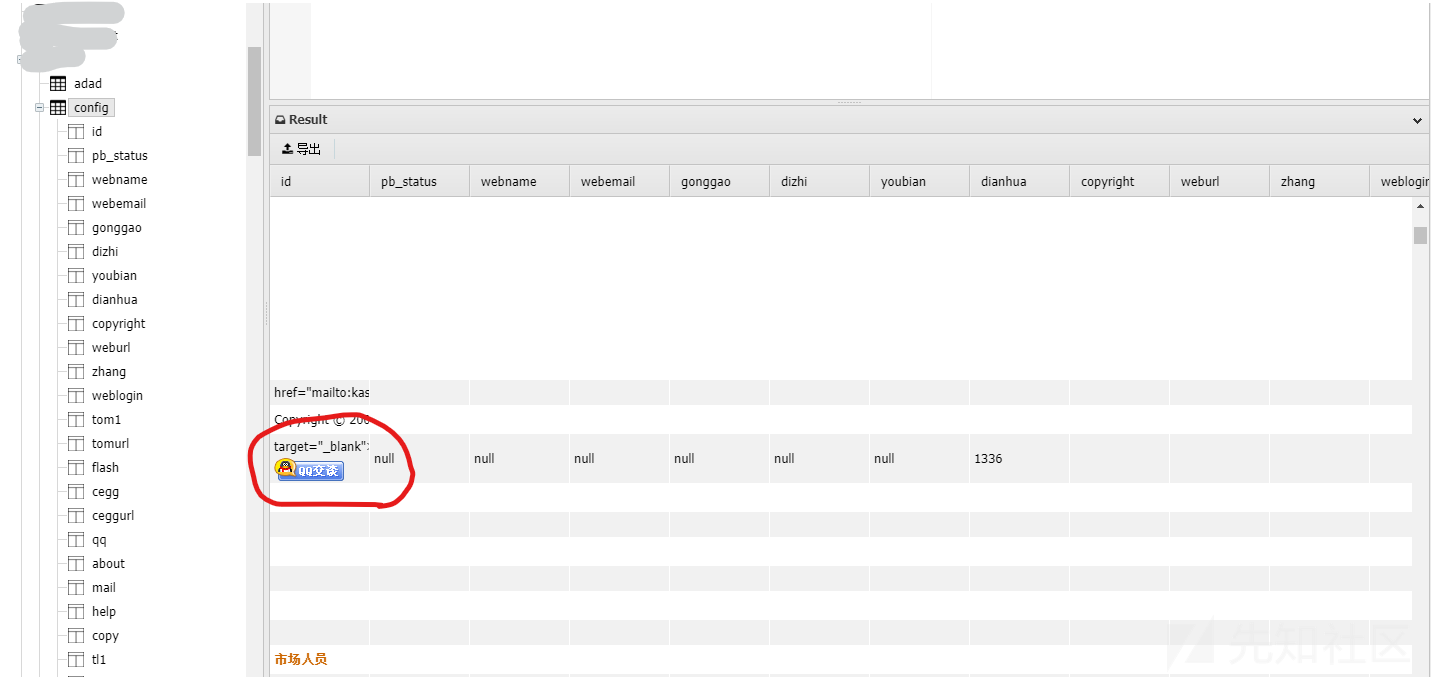 adad
config
id
pb_status
webname
webemail
gonggao
dizhi
youbian
dianhua
copyright
weburl
zhang
weblogin
tom1
tomurl
flash
cegg
ceggurl
qq
about
mail
help
copy
tl1
Result
导出
id pb_status webname webemail gonggao dizhi youbian dianhua copyright weburl zhang weblogin
href="mailto:kas
Copyright © 200
target="_blank">
QQ交谈 null null null null null null 1336
市场人员
先知社区